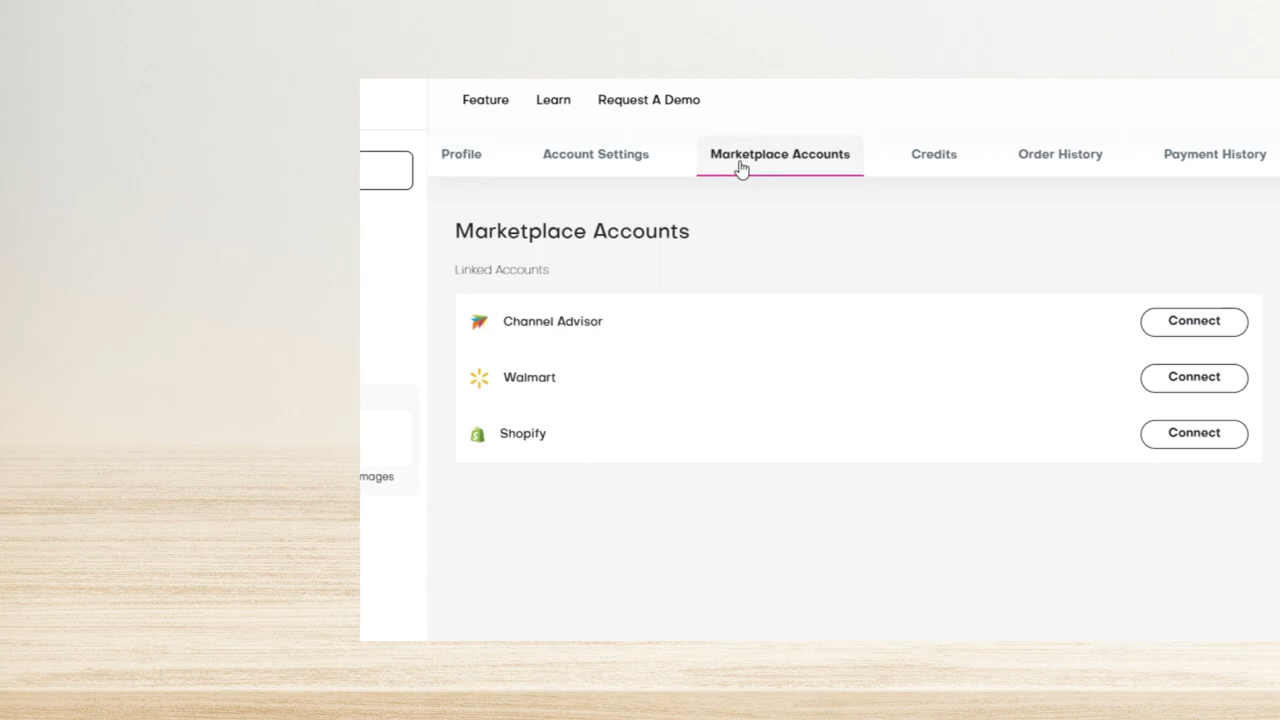 Feature Learn Request A Demo
Profile Account Settings Marketplace Accounts Credits Order History Payment History
Marketplace Accounts
Linked Accounts
Channel Advisor Connect
Walmart Connect
Shopify Connect
mages